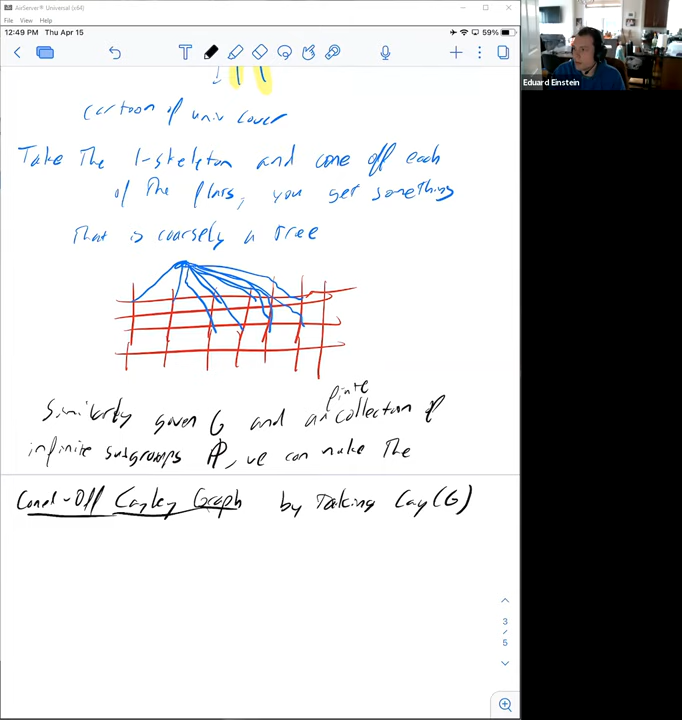 AirServer® Universal (x64)
File View Help
12:49 PM Thu Apr 15
59%
Eduard Einstein
cartoon of univ cover
Take The 1-skeleton and cone off each
of The flats, you get something
That is coarsely a Tree
finite
Similarly given G and a collection of
infinite subgroups P, we can make The
Coned-Off Cayley Graph by Taking Cay(G)
3
/
5